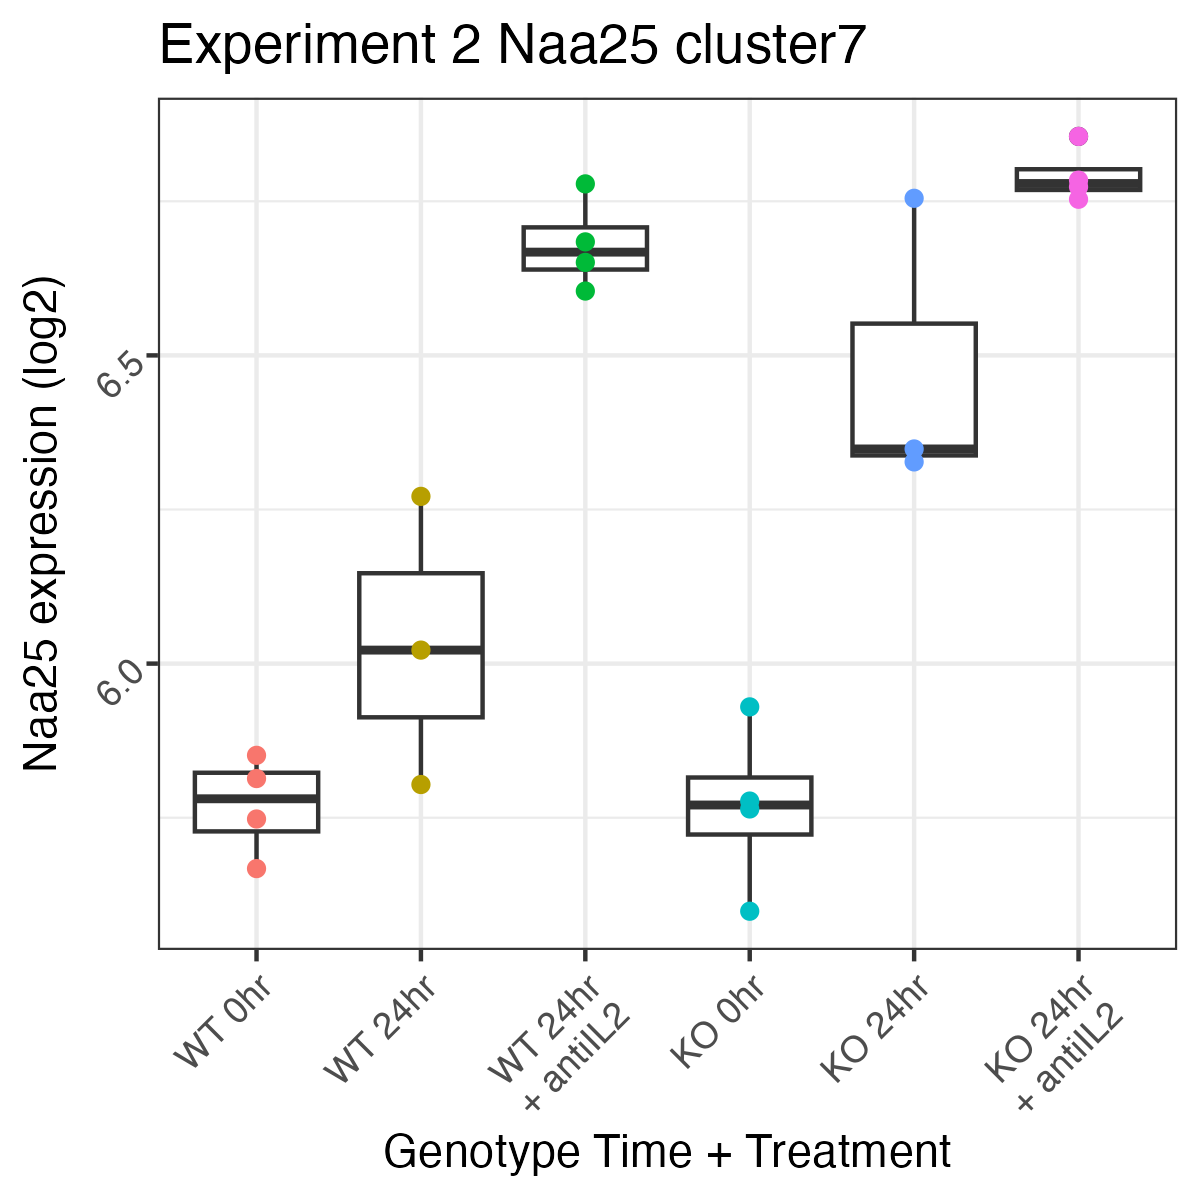 Experiment 2 Naa25 cluster7
Naa25 expression (log2)
6.5
6.0
WT 0hr
WT 24hr
WT 24hr
+ antiIL2
KO 0hr
KO 24hr
KO 24hr
+ antiIL2
Genotype Time + Treatment